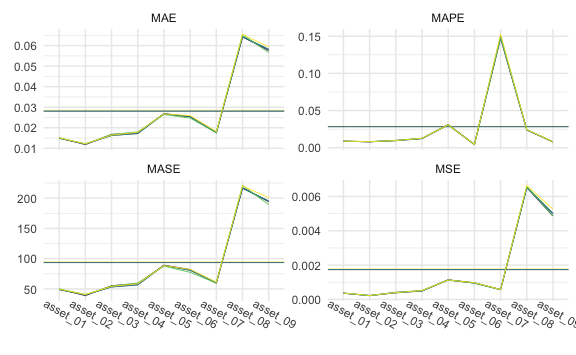 MAE
MAPE
0.06
0.05
0.04
0.03
0.02
0.01
0.15
0.10
0.05
0.00
MASE
MSE
200
150
100
50
0.006
0.004
0.002
0.000
asset_01
asset_02
asset_03
asset_04
asset_05
asset_06
asset_07
asset_08
asset_09
asset_01
asset_02
asset_03
asset_04
asset_05
asset_06
asset_07
asset_08
asset_09